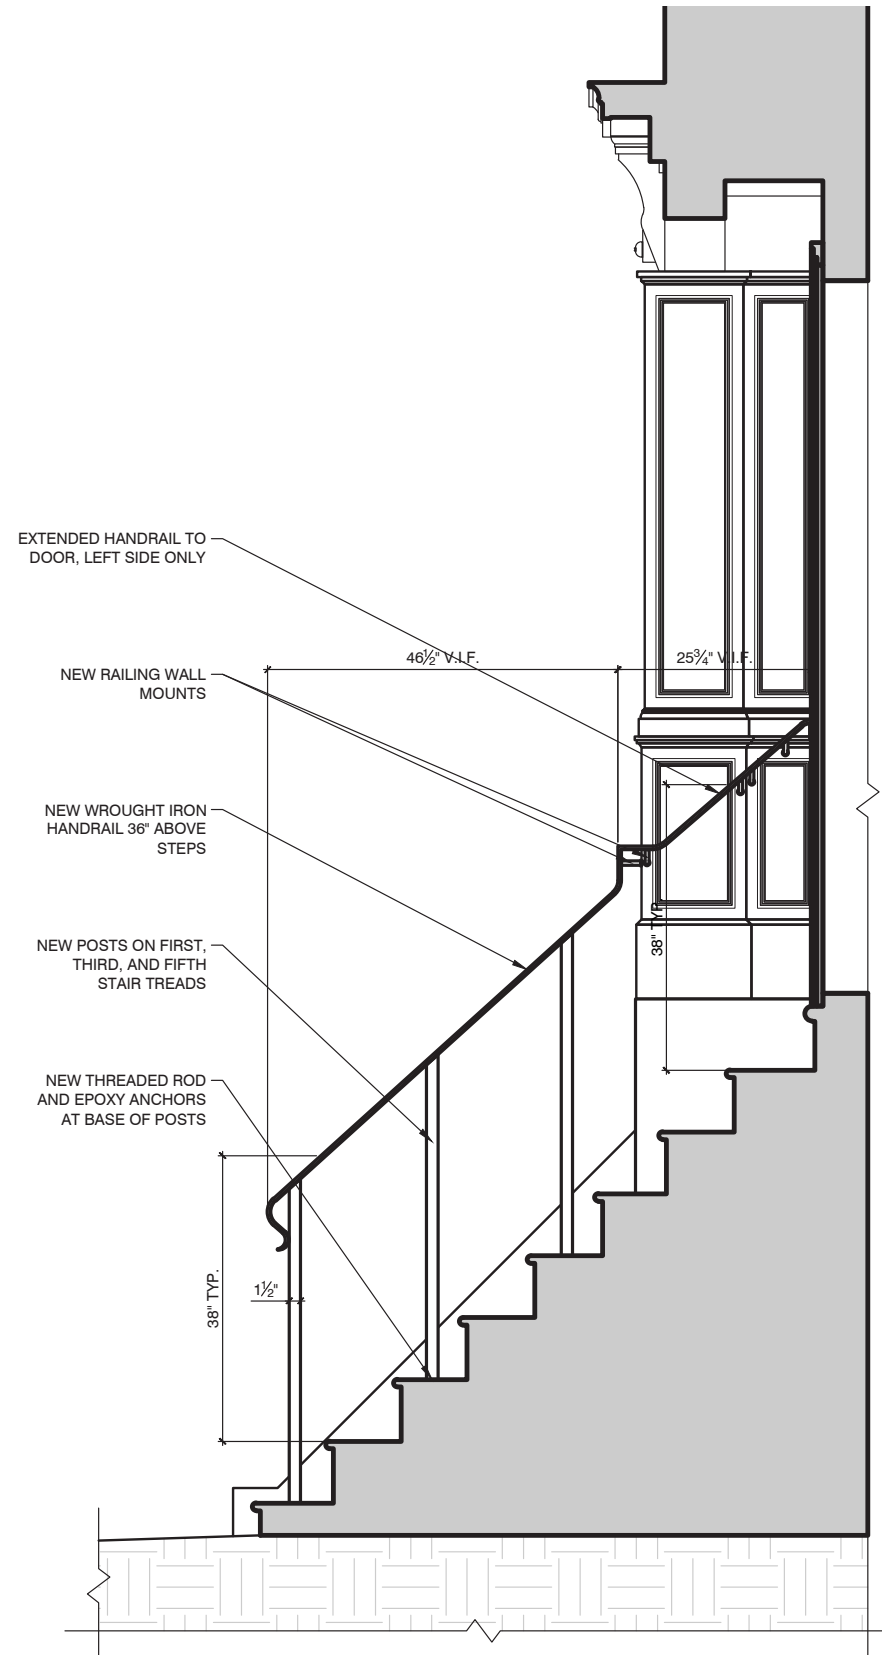 EXTENDED HANDRAIL TO
DOOR, LEFT SIDE ONLY
46½" V.I.F.
25¾" V.I.F.
NEW RAILING WALL
MOUNTS
NEW WROUGHT IRON
HANDRAIL 36" ABOVE
STEPS
38" TYP.
NEW POSTS ON FIRST,
THIRD, AND FIFTH
STAIR TREADS
NEW THREADED ROD
AND EPOXY ANCHORS
AT BASE OF POSTS
38" TYP.
1½"